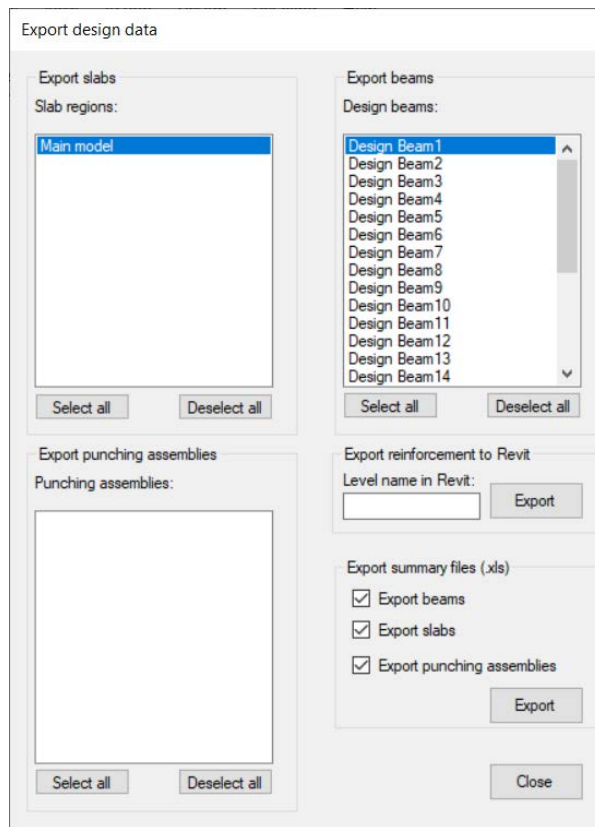 Export design data
Export slabs
Slab regions:
Main model
Select all
Deselect all
Export beams
Design beams:
Design Beam1
Design Beam2
Design Beam3
Design Beam4
Design Beam5
Design Beam6
Design Beam7
Design Beam8
Design Beam9
Design Beam10
Design Beam11
Design Beam12
Design Beam13
Design Beam14
Select all
Deselect all
Export punching assemblies
Punching assemblies:
Select all
Deselect all
Export reinforcement to Revit
Level name in Revit:
Export
Export summary files (.xls)
Export beams
Export slabs
Export punching assemblies
Export
Close